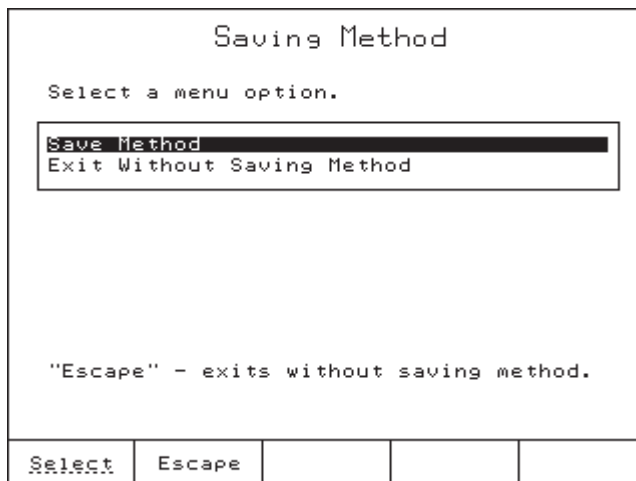 Saving Method
Select a menu option.
Save Method
Exit Without Saving Method
"Escape" - exits without saving method.
Select Escape